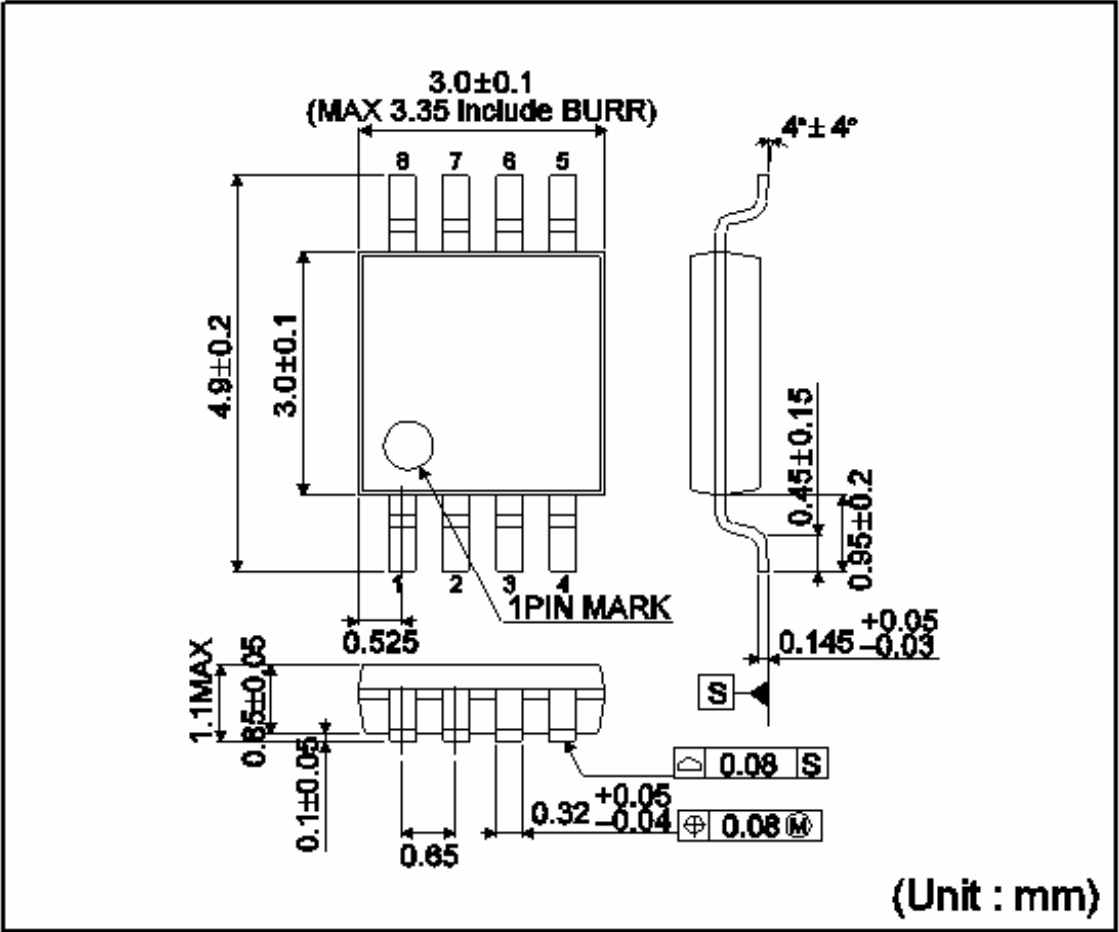 3.0±0.1
(MAX 3.35 include BURR)
8 7 6 5
4°± 4°
4.9±0.2
3.0±0.1
0.45±0.15
0.95±0.2
1 2 3 4
1PIN MARK
0.525
0.145 +0.05 −0.03
S
1.1MAX
0.85±0.05
0.1±0.05
0.08 S
0.32 +0.05 −0.04
0.08 Ⓜ
0.65
(Unit : mm)